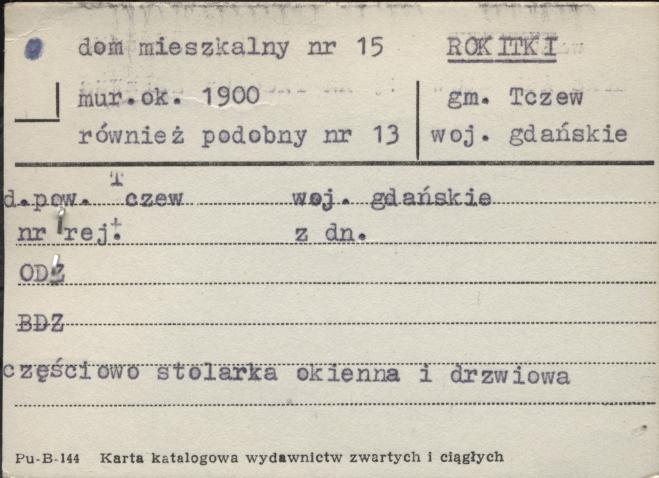 dom mieszkalny nr 15
ROKITKI
mur.ok. 1900
gm. Tczew
również podobny nr 13
woj. gdańskie
d.pow. Tczew woj. gdańskie
nr rej. z dn.
ODZ
BDZ
częściowo stolarka okienna i drzwiowa
Pu-B-144 Karta katalogowa wydawnictw zwartych i ciągłych